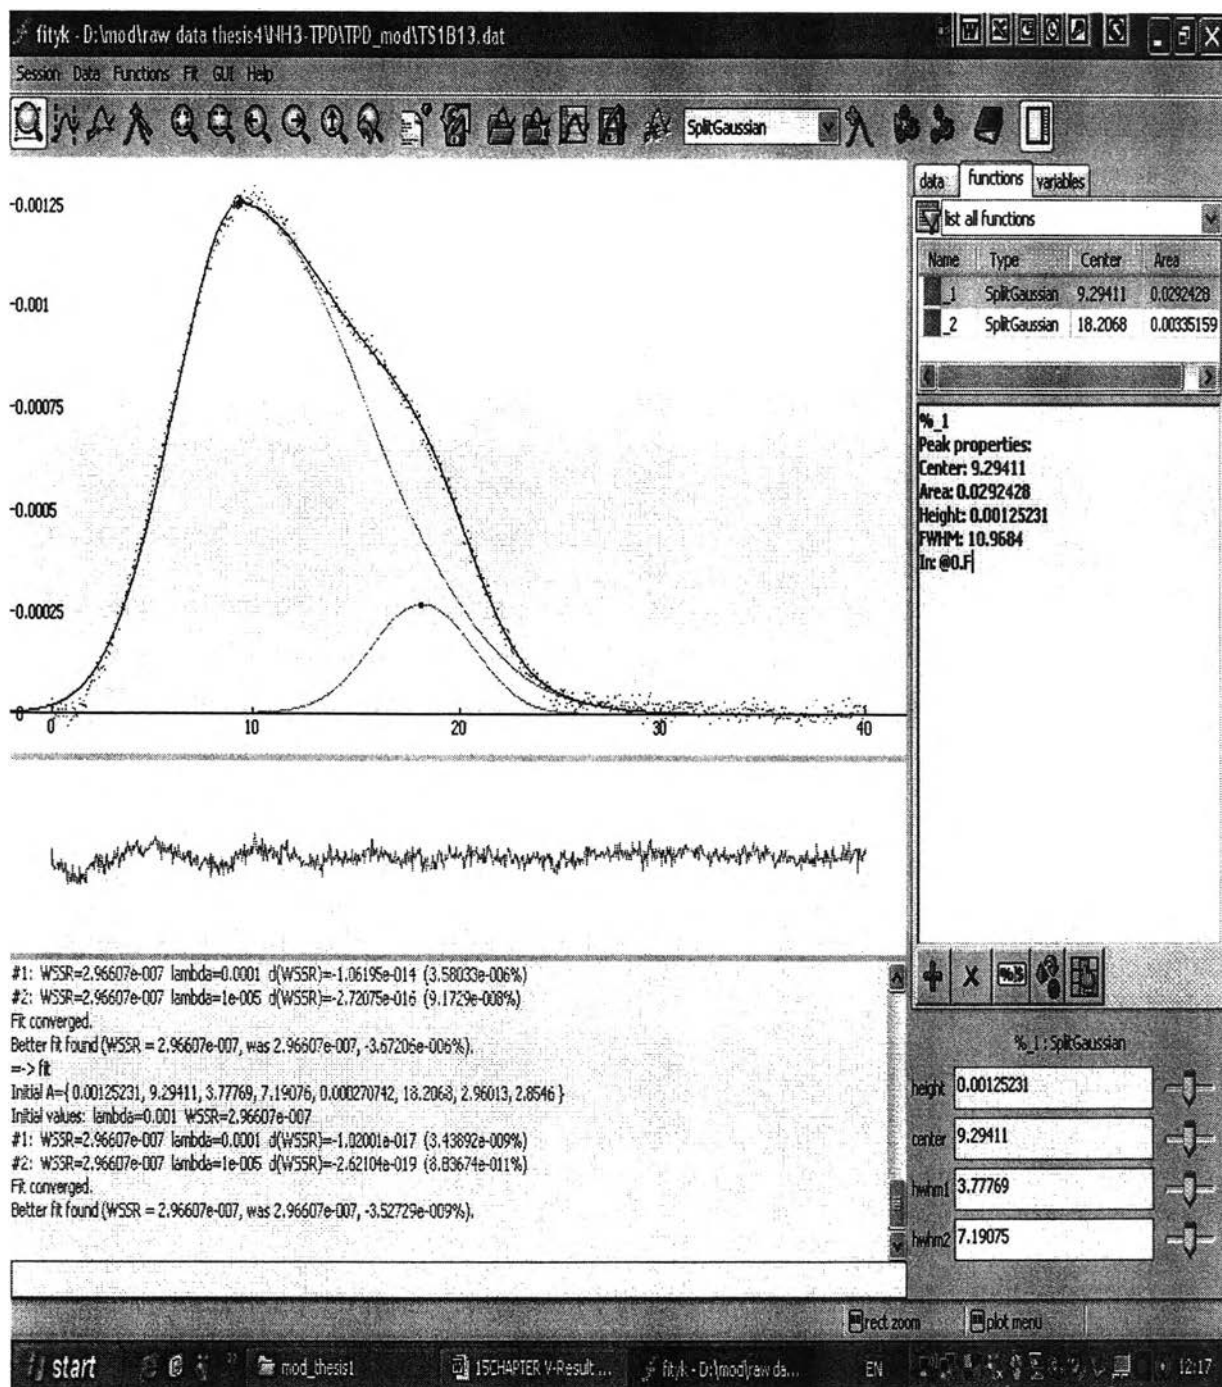 fityk - D:\mod\raw data thesis4\NH3-TPD\TPD_mod\TS1B13.dat
Session Data Functions Fit GUI Help
SplitGaussian
data functions variables
list all functions
Name Type Center Area
_1 SplitGaussian 9.29411 0.0292428
_2 SplitGaussian 18.2068 0.00335159
%_1
Peak properties:
Center: 9.29411
Area: 0.0292428
Height: 0.00125231
FWHM: 10.9684
In: @0.F
-0.00125
-0.001
-0.00075
-0.0005
-0.00025
0
0 10 20 30 40
#1: WSSR=2.96607e-007 lambda=0.0001 d(WSSR)=-1.06195e-014 (3.58033e-006%)
#2: WSSR=2.96607e-007 lambda=1e-005 d(WSSR)=-2.72075e-016 (9.1729e-008%)
Fit converged.
Better fit found (WSSR = 2.96607e-007, was 2.96607e-007, -3.67206e-006%).
=-> fit
Initial A={ 0.00125231, 9.29411, 3.77769, 7.19076, 0.000270742, 18.2068, 2.96013, 2.8546 }
Initial values: lambda=0.001 WSSR=2.96607e-007
#1: WSSR=2.96607e-007 lambda=0.0001 d(WSSR)=-1.02001e-017 (3.43892e-009%)
#2: WSSR=2.96607e-007 lambda=1e-005 d(WSSR)=-2.62104e-019 (8.83674e-011%)
Fit converged.
Better fit found (WSSR = 2.96607e-007, was 2.96607e-007, -3.52729e-009%).
%_1 : SplitGaussian
height 0.00125231
center 9.29411
hwhm1 3.77769
hwhm2 7.19075
rect zoom plot menu
start mod_thesis1 15CHAPTER V-Result ... fityk - D:\mod\raw da... EN 12:17